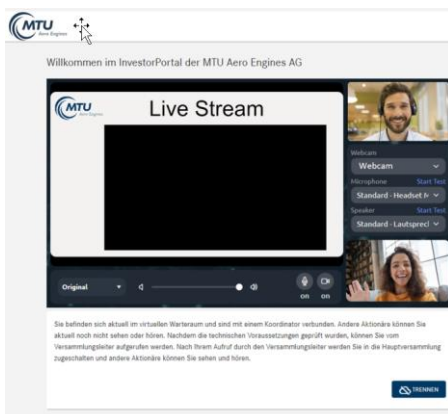 MTU
Aero Engines
Willkommen im InvestorPortal der MTU Aero Engines AG
MTU
Aero Engines
Live Stream
Webcam
Webcam
Microphone Start Test
Standard - Headset
Speaker Start Test
Standard - Lautsprecl
Original
on on
Sie befinden sich aktuell im virtuellen Warteraum und sind mit einem Koordinator verbunden. Andere Aktionäre können Sie
aktuell noch nicht sehen oder hören. Nachdem die technischen Voraussetzungen geprüft wurden, können Sie vom
Versammlungsleiter aufgerufen werden. Nach Ihrem Aufruf durch den Versammlungsleiter werden Sie in die Hauptversammlung
zugeschalten und andere Aktionäre können Sie sehen und hören.
TRENNEN